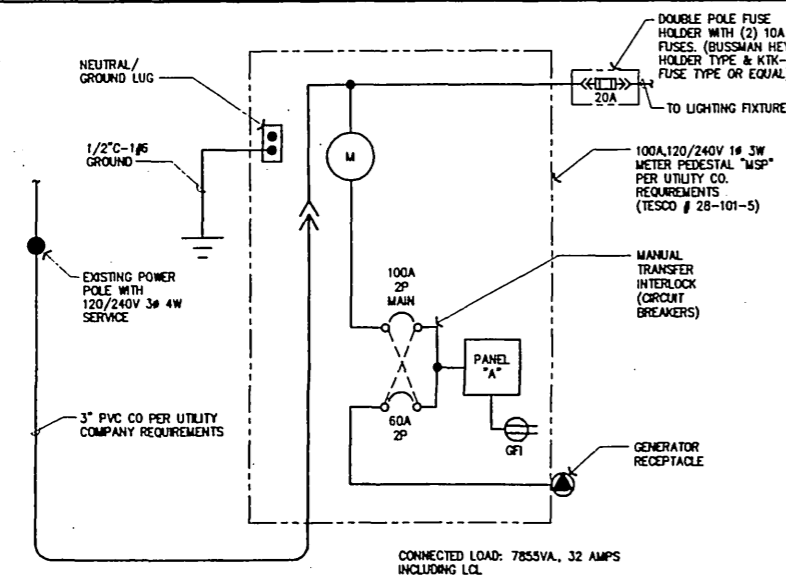 DOUBLE POLE FUSE
HOLDER WITH (2) 10A
FUSES. (BUSSMAN HEY
HOLDER TYPE & KTK-
FUSE TYPE OR EQUAL
20A
TO LIGHTING FIXTURE
NEUTRAL/
GROUND LUG
1/2"C-1#6
GROUND
M
100A,120/240V 1ø 3W
METER PEDESTAL "MSP"
PER UTILITY CO.
REQUIREMENTS
(TESCO # 28-101-5)
EXISTING POWER
POLE WITH
120/240V 3ø 4W
SERVICE
100A
2P
MAIN
MANUAL
TRANSFER
INTERLOCK
(CIRCUIT
BREAKERS)
PANEL
"A"
3" PVC CO PER UTILITY
COMPANY REQUIREMENTS
60A
2P
GFI
GENERATOR
RECEPTACLE
CONNECTED LOAD: 7855VA., 32 AMPS
INCLUDING LCL